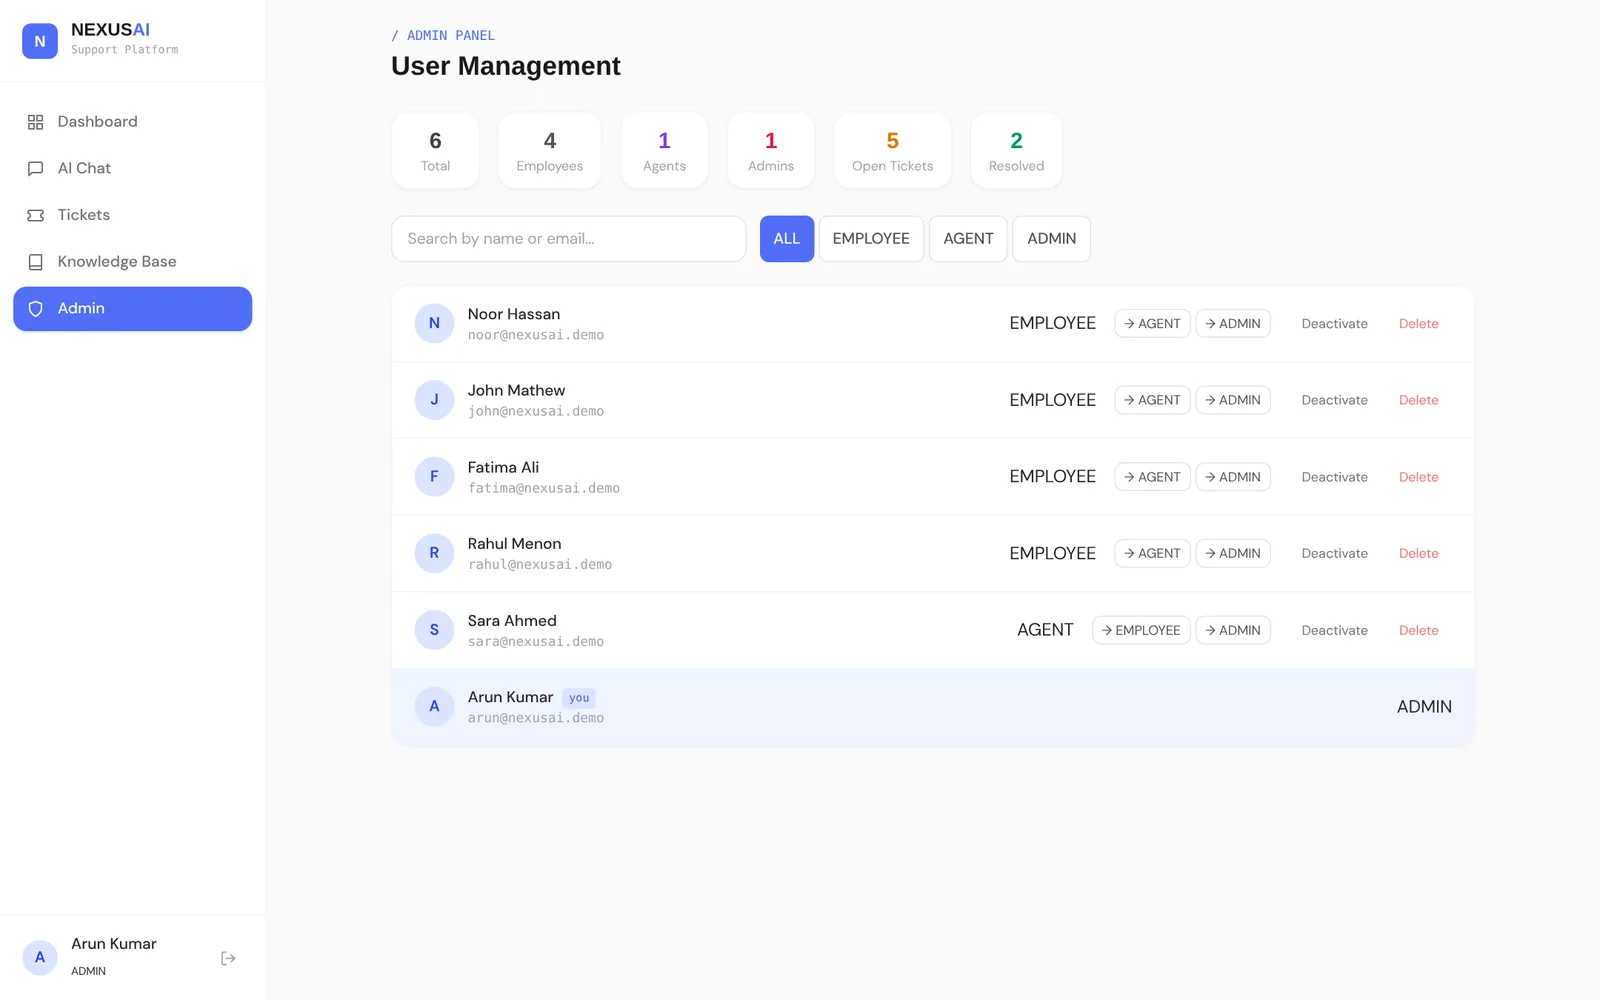 N
NEXUSAI
Support Platform
Dashboard
AI Chat
Tickets
Knowledge Base
Admin
A
Arun Kumar
ADMIN
/ ADMIN PANEL
User Management
6 4 1 1 5 2
Total Employees Agents Admins Open Tickets Resolved
Search by name or email... ALL EMPLOYEE AGENT ADMIN
N
Noor Hassan
noor@nexusai.demo
EMPLOYEE → AGENT → ADMIN Deactivate Delete
J
John Mathew
john@nexusai.demo
EMPLOYEE → AGENT → ADMIN Deactivate Delete
F
Fatima Ali
fatima@nexusai.demo
EMPLOYEE → AGENT → ADMIN Deactivate Delete
R
Rahul Menon
rahul@nexusai.demo
EMPLOYEE → AGENT → ADMIN Deactivate Delete
S
Sara Ahmed
sara@nexusai.demo
AGENT → EMPLOYEE → ADMIN Deactivate Delete
A
Arun Kumar you
arun@nexusai.demo
ADMIN